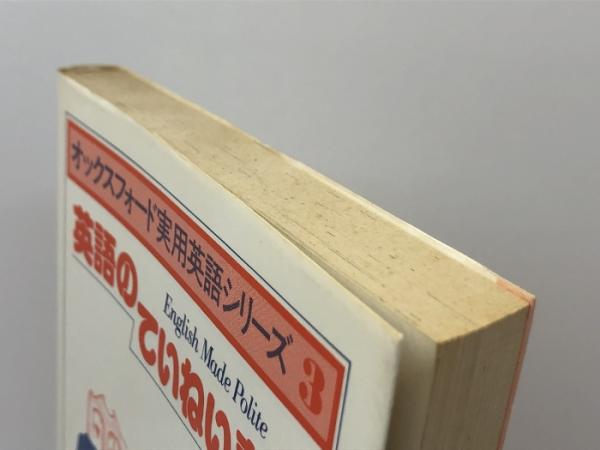 オックスフォード実用英語シリーズ 3
英語の
ていねい
English Made Polite